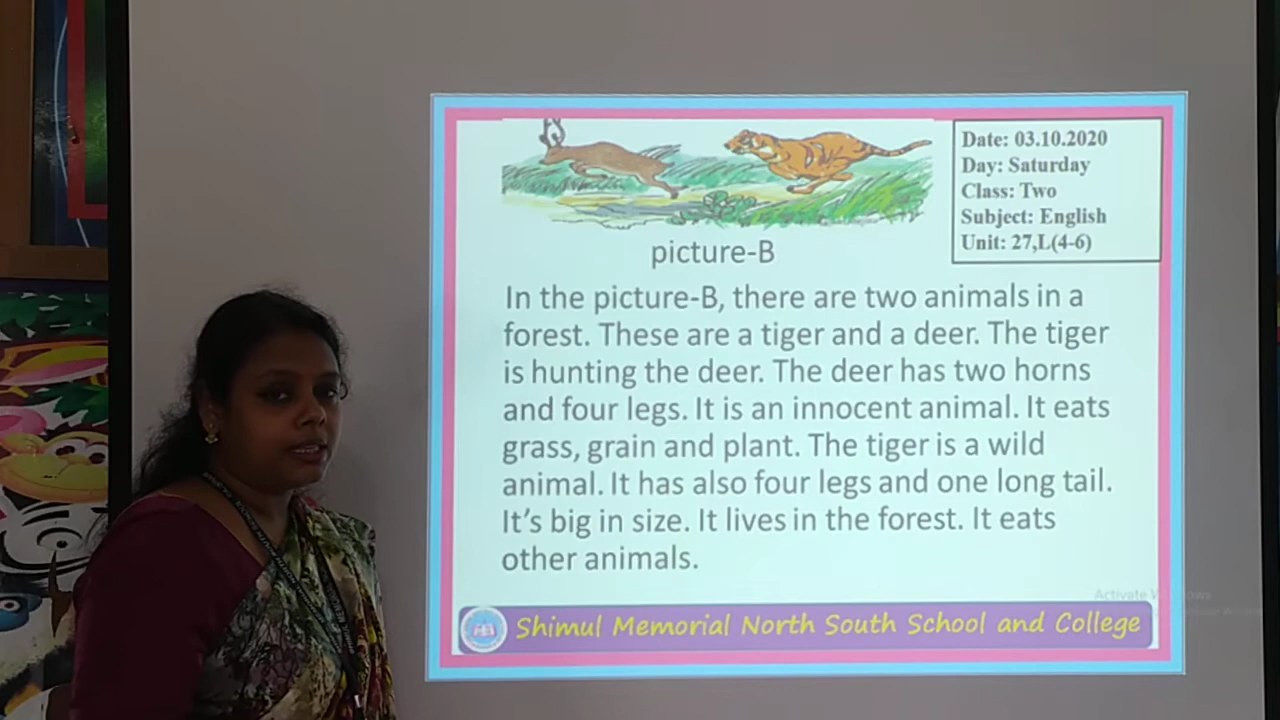 Date: 03.10.2020
Day: Saturday
Class: Two
Subject: English
Unit: 27,L(4-6)
picture-B
In the picture-B, there are two animals in a
forest. These are a tiger and a deer. The tiger
is hunting the deer. The deer has two horns
and four legs. It is an innocent animal. It eats
grass, grain and plant. The tiger is a wild
animal. It has also four legs and one long tail.
It's big in size. It lives in the forest. It eats
other animals.
Activate
Shimul Memorial North South School and College